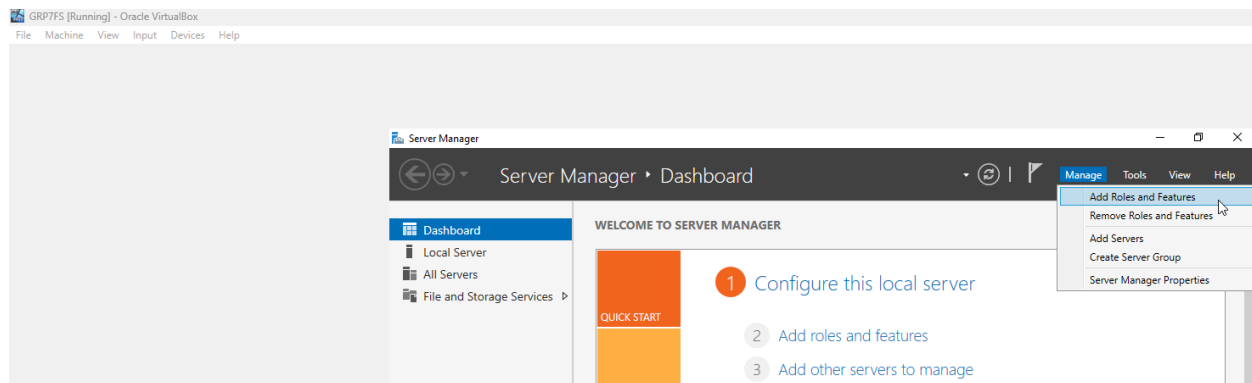 GRP7FS [Running] - Oracle VirtualBox
File Machine View Input Devices Help
Server Manager
Server Manager • Dashboard
Manage Tools View Help
Add Roles and Features
Remove Roles and Features
Add Servers
Create Server Group
Server Manager Properties
Dashboard
Local Server
All Servers
File and Storage Services
WELCOME TO SERVER MANAGER
QUICK START
1 Configure this local server
2 Add roles and features
3 Add other servers to manage